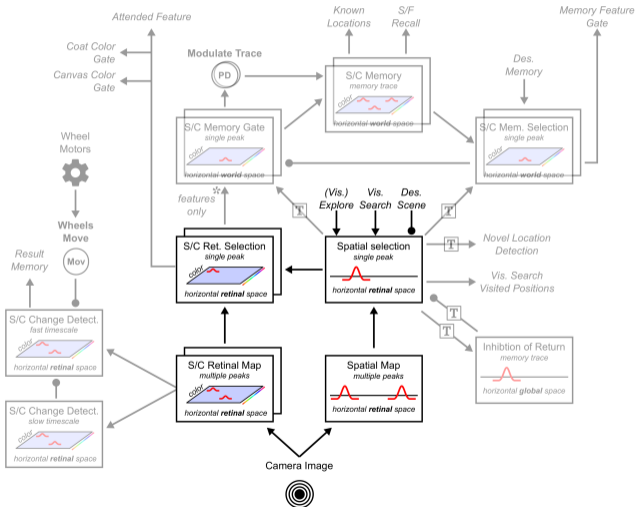 Attended Feature
Known
Locations
S/F
Recall
Memory Feature
Gate
Coat Color
Gate
Canvas Color
Gate
Modulate Trace
PD
S/C Memory
memory trace
color
horizontal world space
Des.
Memory
S/C Memory Gate
single peak
color
horizontal world space
S/C Mem. Selection
single peak
color
horizontal world space
Wheel
Motors
*
features
only
T
(Vis.)
Explore
Vis.
Search
Des.
Scene
T
Wheels
Move
Mov
Result
Memory
S/C Ret. Selection
single peak
color
horizontal retinal space
Spatial selection
single peak
horizontal retinal space
T
Novel Location
Detection
Vis. Search
Visited Positions
T
T
S/C Change Detect.
fast timescale
color
horizontal retinal space
S/C Retinal Map
multiple peaks
color
horizontal retinal space
Spatial Map
multiple peaks
horizontal retinal space
Inhibtion of Return
memory trace
horizontal global space
S/C Change Detect.
slow timescale
color
horizontal retinal space
Camera Image